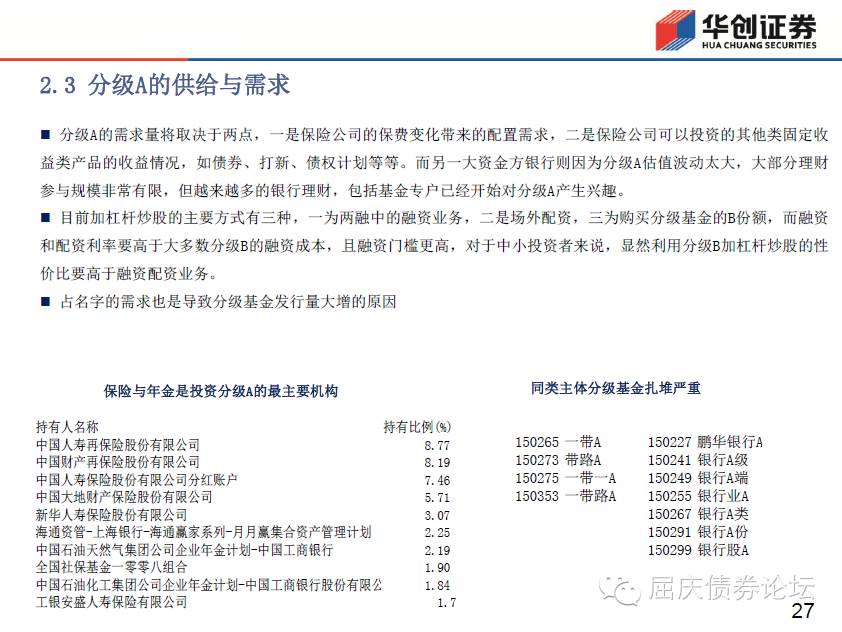 华创证券
HUA CHUANG SECURITIES
2.3 分级A的供给与需求
■ 分级A的需求量将取决于两点，一是保险公司的保费变化带来的配置需求，二是保险公司可以投资的其他类固定收
益类产品的收益情况，如债券、打新、债权计划等等。而另一大资金方银行则因为分级A估值波动太大，大部分理财
参与规模非常有限，但越来越多的银行理财，包括基金专户已经开始对分级A产生兴趣。
■ 目前加杠杆炒股的主要方式有三种，一为两融中的融资业务，二是场外配资，三为购买分级基金的B份额，而融资
和配资利率要高于大多数分级B的融资成本，且融资门槛更高，对于中小投资者来说，显然利用分级B加杠杆炒股的性
价比要高于融资配资业务。
■ 占名字的需求也是导致分级基金发行量大增的原因
保险与年金是投资分级A的最主要机构
持有人名称 持有比例(%)
中国人寿再保险股份有限公司 8.77
中国财产再保险股份有限公司 8.19
中国人寿保险股份有限公司分红账户 7.46
中国大地财产保险股份有限公司 5.71
新华人寿保险股份有限公司 3.07
海通资管-上海银行-海通赢家系列-月月赢集合资产管理计划 2.25
中国石油天然气集团公司企业年金计划-中国工商银行 2.19
全国社保基金一零零八组合 1.90
中国石油化工集团公司企业年金计划-中国工商银行股份有限公 1.84
工银安盛人寿保险有限公司 1.7
同类主体分级基金扎堆严重
150265 一带A 150227 鹏华银行A
150273 带路A 150241 银行A级
150275 一带一A 150249 银行A端
150353 一带路A 150255 银行业A
150267 银行A类
150291 银行A份
150299 银行股A
屈庆债券论坛
27